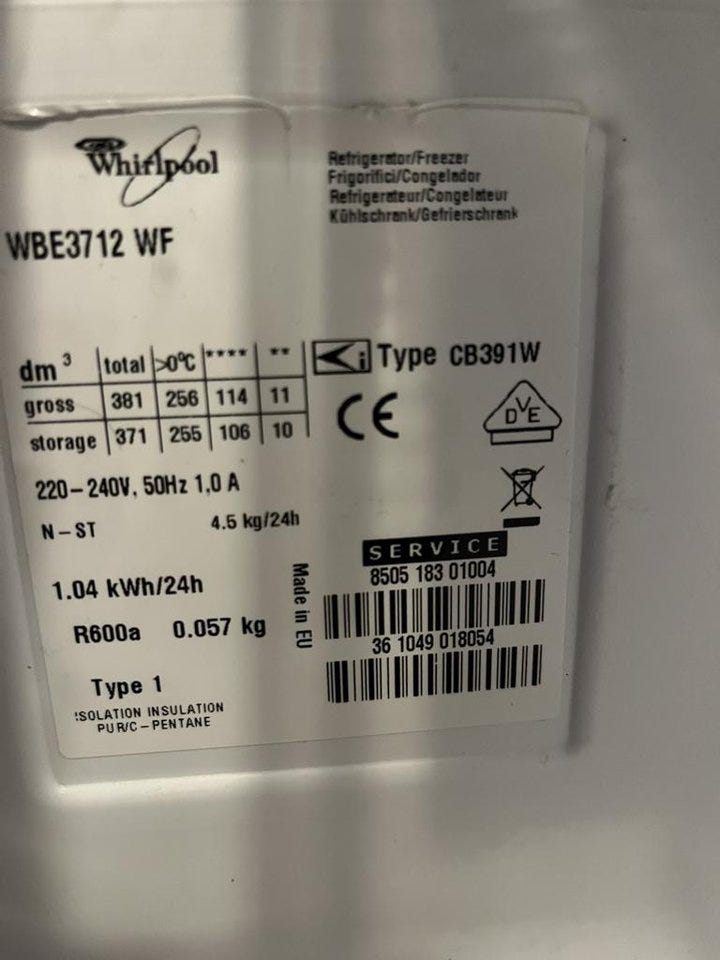 Whirlpool
Refrigerator/Freezer
Frigorifici/Congelador
Refrigerateur/Congelateur
Kühlschrank/Gefrierschrank
WBE3712 WF
dm³ total >0°C **** **
gross 381 256 114 11
storage 371 255 106 10
i Type CB391W
CE
DVE
220-240V, 50Hz 1,0 A
N-ST 4.5 kg/24h
SERVICE
8505 183 01004
1.04 kWh/24h
Made in EU
R600a 0.057 kg
36 1049 018054
Type 1
ISOLATION INSULATION
PUR/C-PENTANE